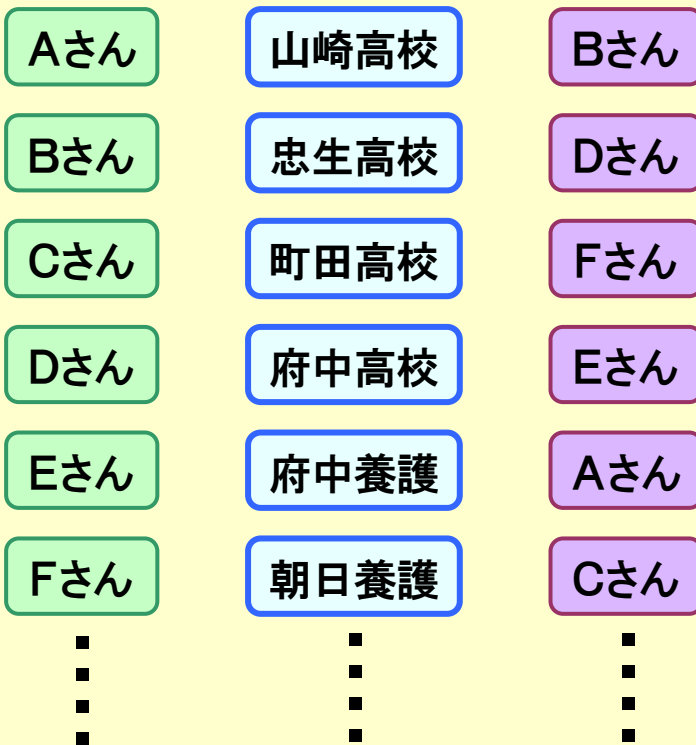 Aさん 山崎高校 Bさん
Bさん 忠生高校 Dさん
Cさん 町田高校 Fさん
Dさん 府中高校 Eさん
Eさん 府中養護 Aさん
Fさん 朝日養護 Cさん